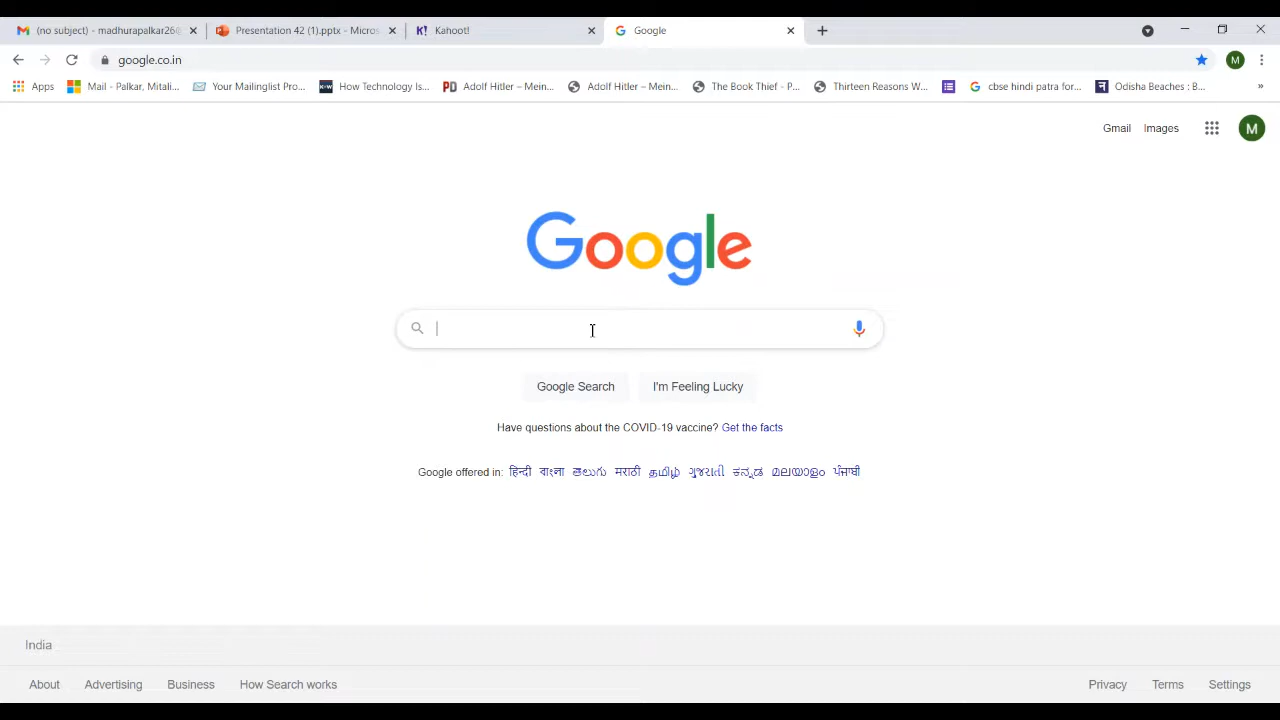 (no subject) - madhurapalkar26@
Presentation 42 (1).pptx - Micros
Kahoot!
Google
google.co.in
M
Apps
Mail - Palkar, Mitali...
Your Mailinglist Pro...
How Technology Is...
Adolf Hitler – Mein...
Adolf Hitler – Mein...
The Book Thief - P...
Thirteen Reasons W...
cbse hindi patra for...
Odisha Beaches : B...
»
Gmail
Images
M
Google
Google Search
I'm Feeling Lucky
Have questions about the COVID-19 vaccine? Get the facts
Google offered in: हिन्दी বাংলা తెలుగు मराठी தமிழ் ગુજરાતી ಕನ್ನಡ മലയാളം ਪੰਜਾਬੀ
India
About Advertising Business How Search works
Privacy Terms Settings